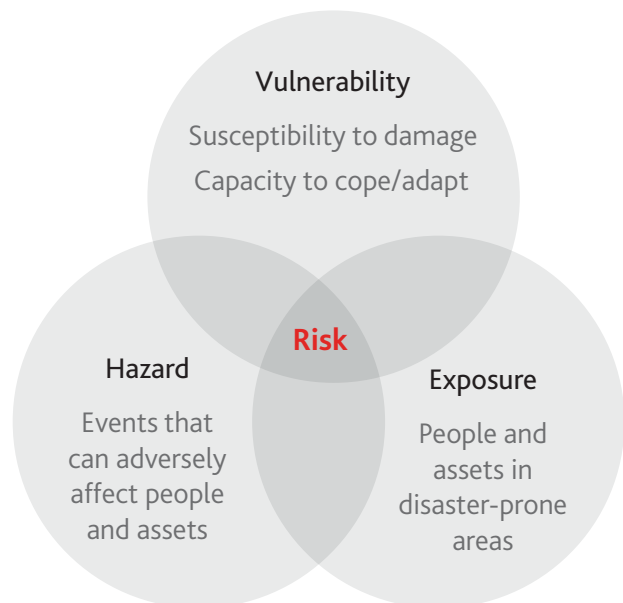 Vulnerability
Susceptibility to damage
Capacity to cope/adapt
Risk
Hazard
Events that
can adversely
affect people
and assets
Exposure
People and
assets in
disaster-prone
areas